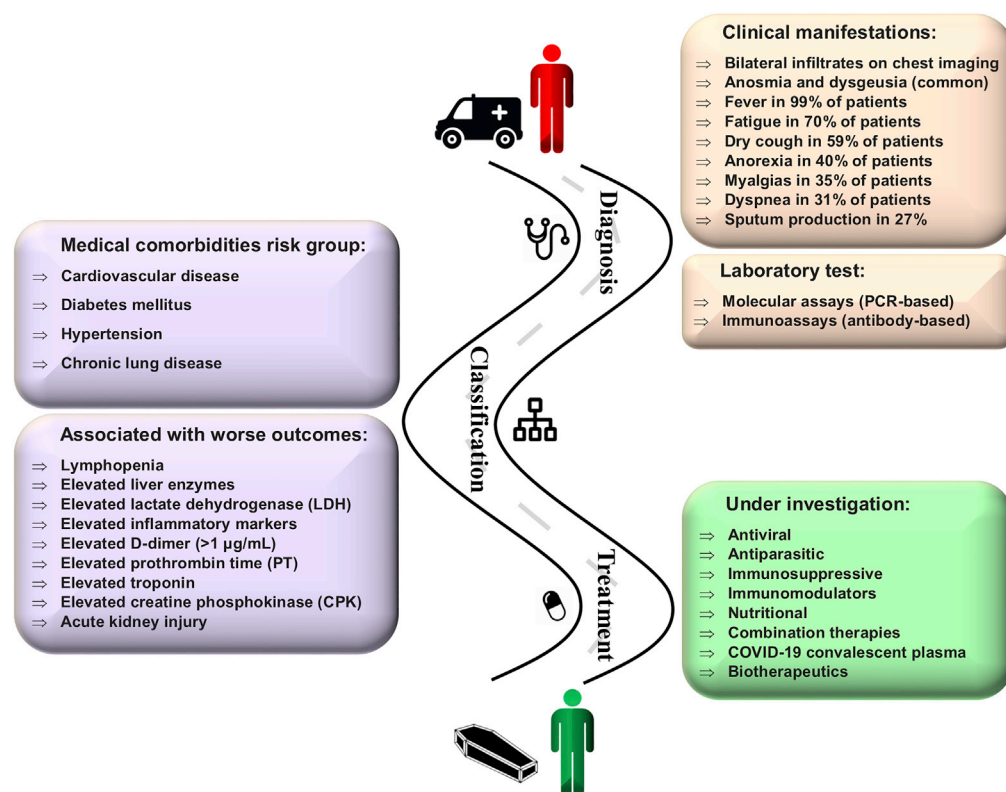 Clinical manifestations:
⇒ Bilateral infiltrates on chest imaging
⇒ Anosmia and dysgeusia (common)
⇒ Fever in 99% of patients
⇒ Fatigue in 70% of patients
⇒ Dry cough in 59% of patients
⇒ Anorexia in 40% of patients
⇒ Myalgias in 35% of patients
⇒ Dyspnea in 31% of patients
⇒ Sputum production in 27%
Laboratory test:
⇒ Molecular assays (PCR-based)
⇒ Immunoassays (antibody-based)
Diagnosis
Medical comorbidities risk group:
⇒ Cardiovascular disease
⇒ Diabetes mellitus
⇒ Hypertension
⇒ Chronic lung disease
Classification
Associated with worse outcomes:
⇒ Lymphopenia
⇒ Elevated liver enzymes
⇒ Elevated lactate dehydrogenase (LDH)
⇒ Elevated inflammatory markers
⇒ Elevated D-dimer (>1 μg/mL)
⇒ Elevated prothrombin time (PT)
⇒ Elevated troponin
⇒ Elevated creatine phosphokinase (CPK)
⇒ Acute kidney injury
Treatment
Under investigation:
⇒ Antiviral
⇒ Antiparasitic
⇒ Immunosuppressive
⇒ Immunomodulators
⇒ Nutritional
⇒ Combination therapies
⇒ COVID-19 convalescent plasma
⇒ Biotherapeutics